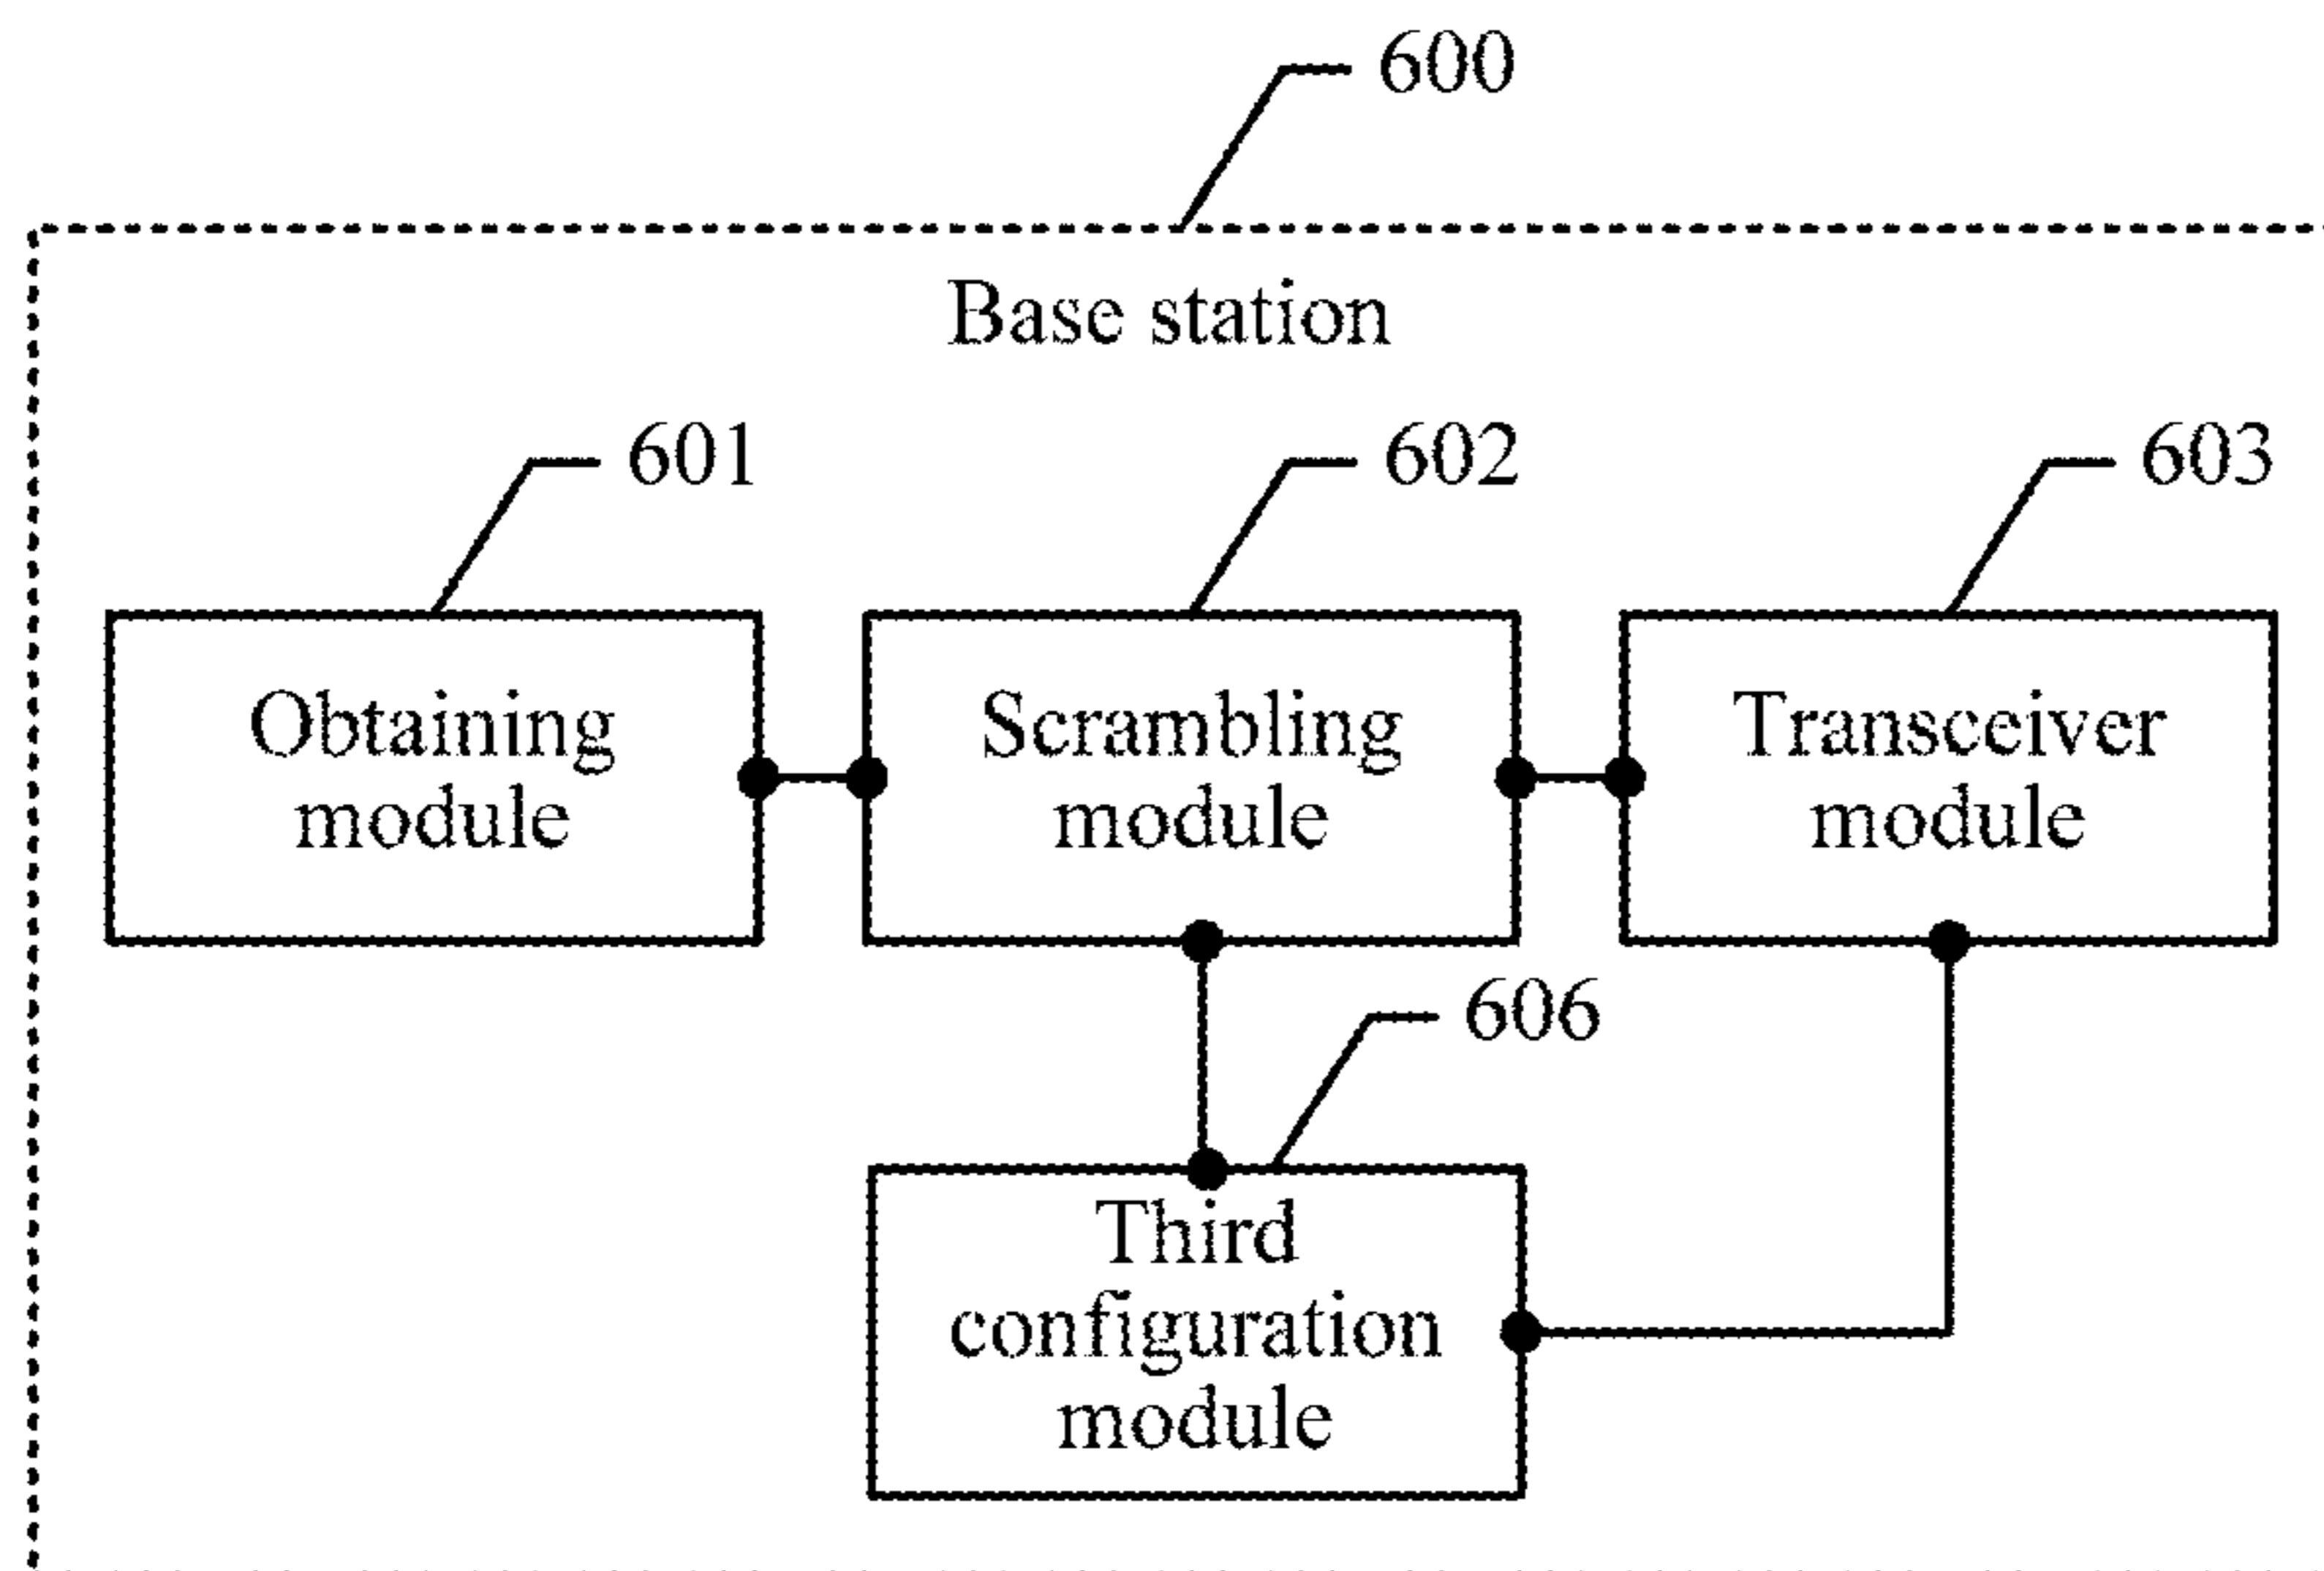 600
Base station
601
602
603
Obtaining
module
Scrambling
module
Transceiver
module
606
Third
configuration
module